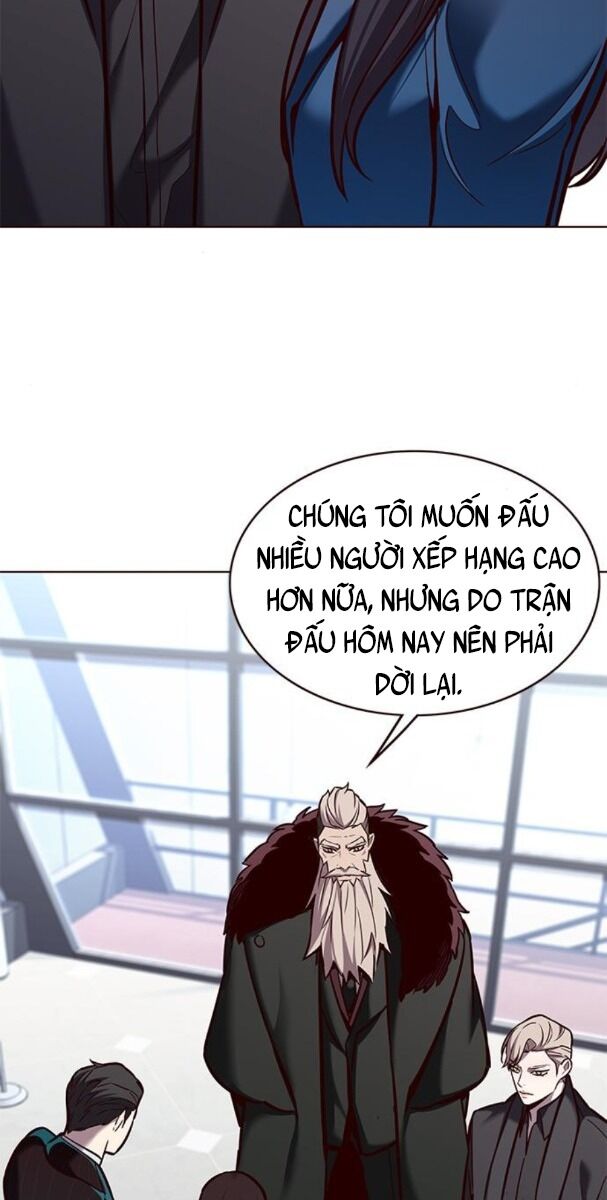 CHÚNG TÔI MUỐN ĐẤU
NHIỀU NGƯỜI XẾP HẠNG CAO
HƠN NỮA, NHƯNG DO TRẬN
ĐẤU HÔM NAY NÊN PHẢI
DỜI LẠI.